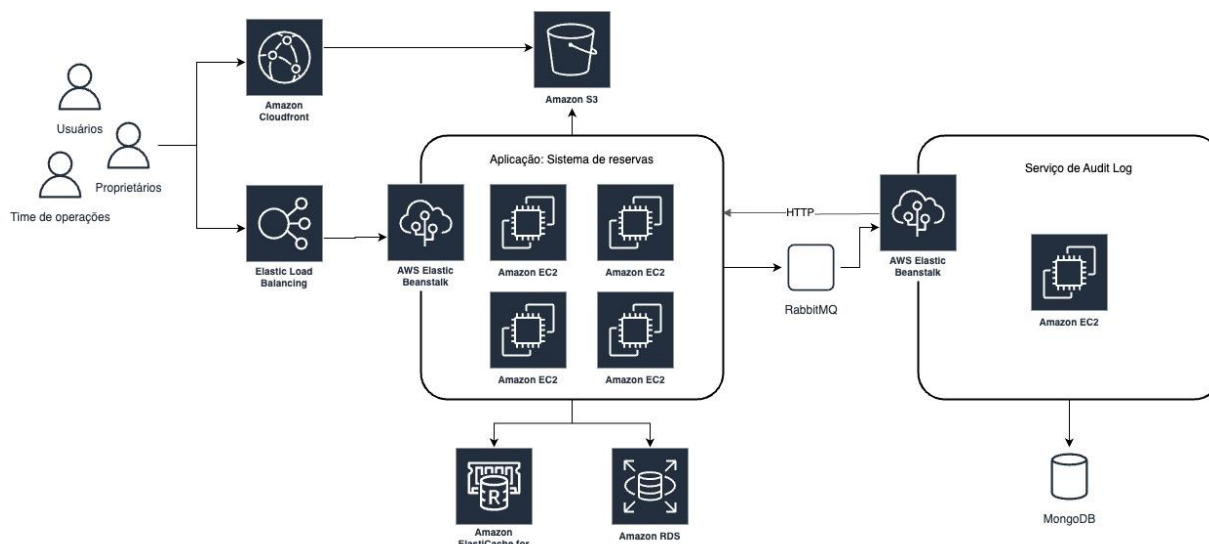 Usuários
Proprietários
Time de operações
Amazon
Cloudfront
Amazon S3
Elastic Load
Balancing
AWS Elastic
Beanstalk
Aplicação: Sistema de reservas
Amazon EC2
Amazon EC2
Amazon EC2
Amazon EC2
HTTP
RabbitMQ
AWS Elastic
Beanstalk
Serviço de Audit Log
Amazon EC2
R
Amazon
ElastiCache for
Amazon RDS
MongoDB